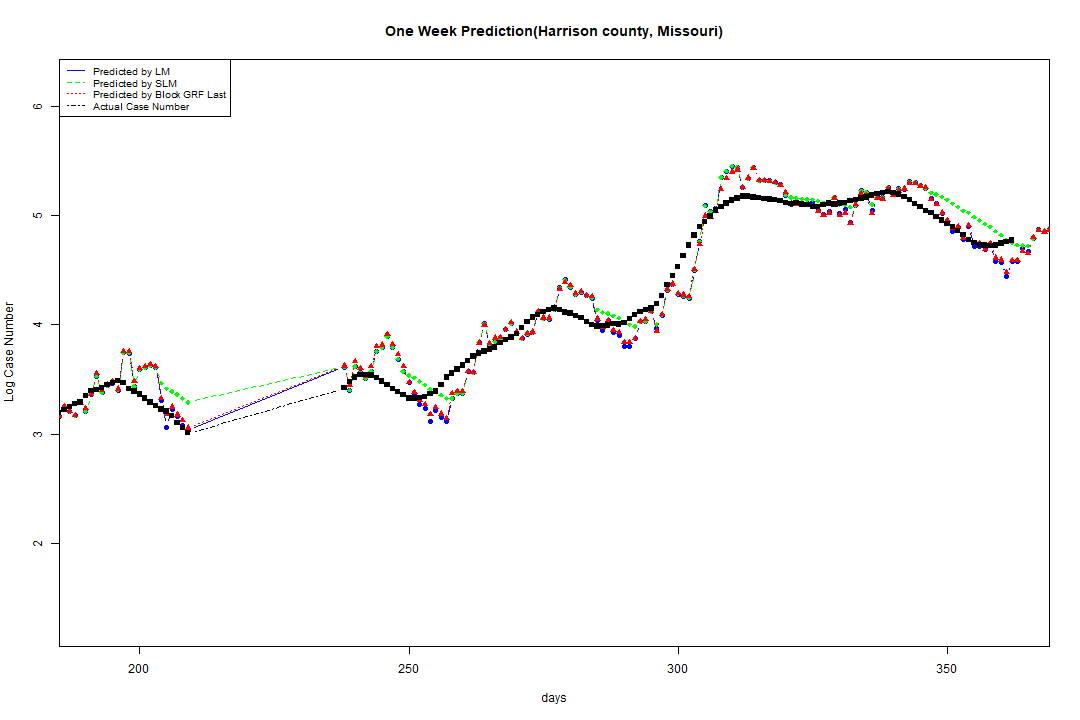 One Week Prediction(Harrison county, Missouri)
Predicted by LM
Predicted by SLM
Predicted by Block GRF Last
Actual Case Number
6
5
4
3
2
Log Case Number
200
250
300
350
days